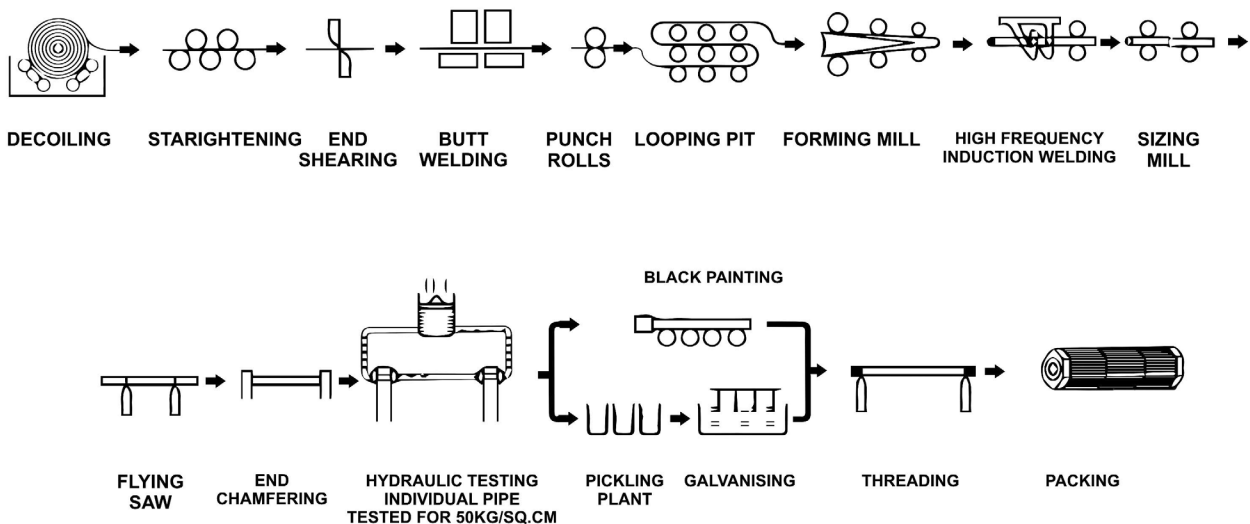 DECOILING
STARIGHTENING
END
SHEARING
BUTT
WELDING
PUNCH
ROLLS
LOOPING PIT
FORMING MILL
HIGH FREQUENCY
INDUCTION WELDING
SIZING
MILL
BLACK PAINTING
FLYING
SAW
END
CHAMFERING
HYDRAULIC TESTING
INDIVIDUAL PIPE
TESTED FOR 50KG/SQ.CM
PICKLING
PLANT
GALVANISING
THREADING
PACKING